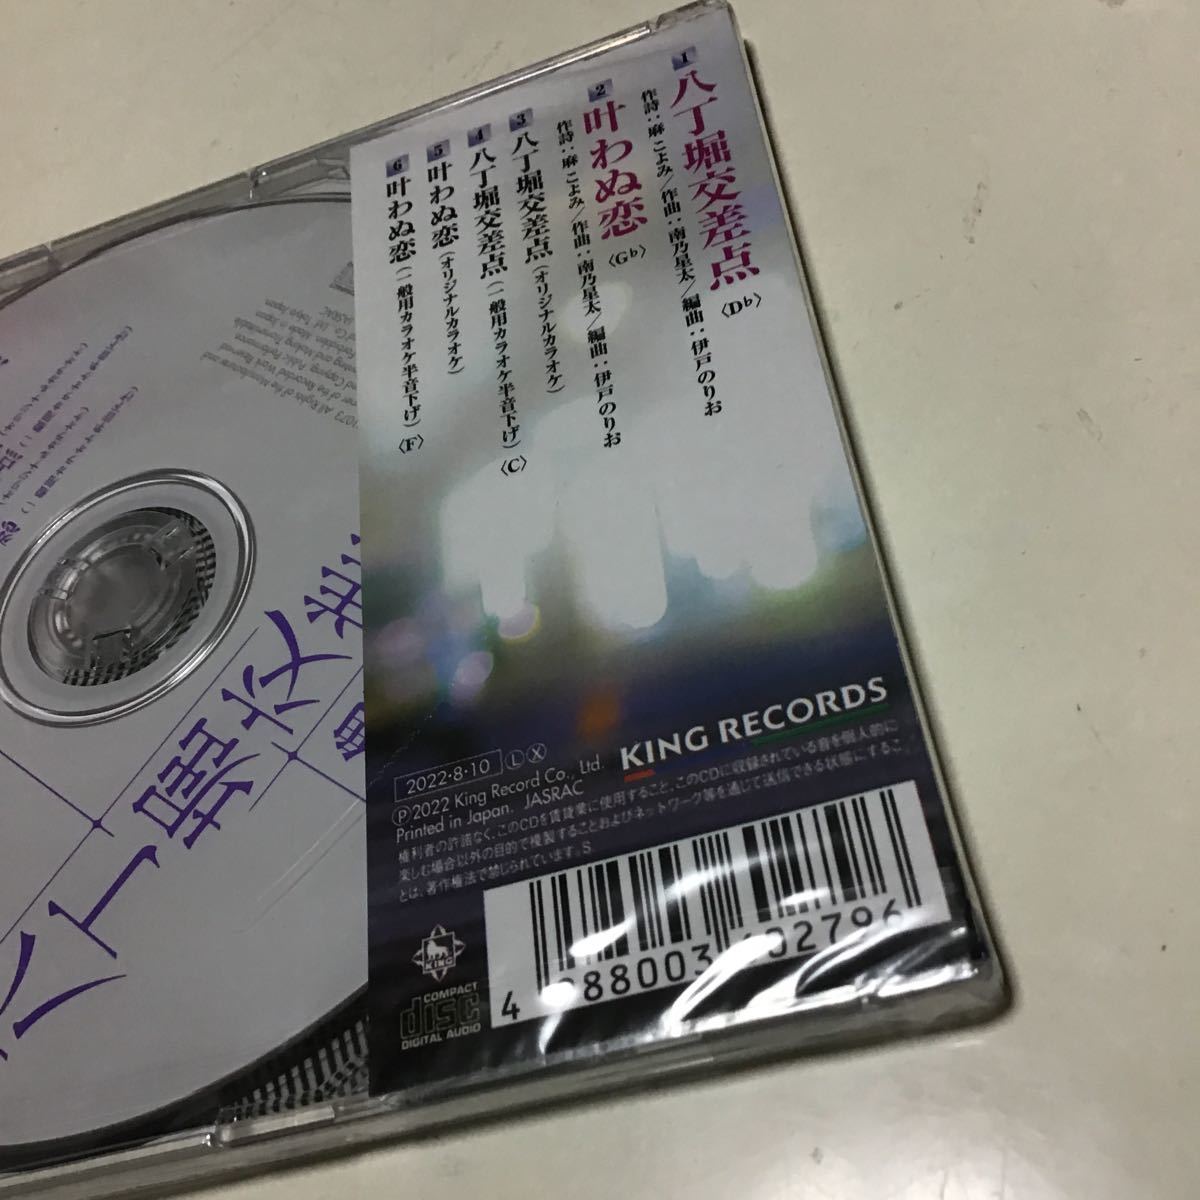 1
八丁堀交差点
〈D♭〉
作詩：麻 こよみ／作曲：南乃星太／編曲：伊戸のりお
2
叶わぬ恋
〈G♭〉
作詩：麻 こよみ／作曲：南乃星太／編曲：伊戸のりお
3 八丁堀交差点（オリジナルカラオケ）
4 八丁堀交差点（一般用カラオケ半音下げ）〈C〉
5 叶わぬ恋（オリジナルカラオケ）
6 叶わぬ恋（一般用カラオケ半音下げ）〈F〉
KING RECORDS
2022・8・10 L X
Ⓟ2022 King Record Co., Ltd.
Printed in Japan. JASRAC
権利者の許諾なく、このCDを賃貸業に使用すること、このCDに収録されている音を個人的に
楽しむ場合以外の目的で複製することおよびネットワーク等を通じて送信できる状態にするこ
とは、著作権法で禁じられています。S.
KING
COMPACT
disc
DIGITAL AUDIO
八丁堀交差